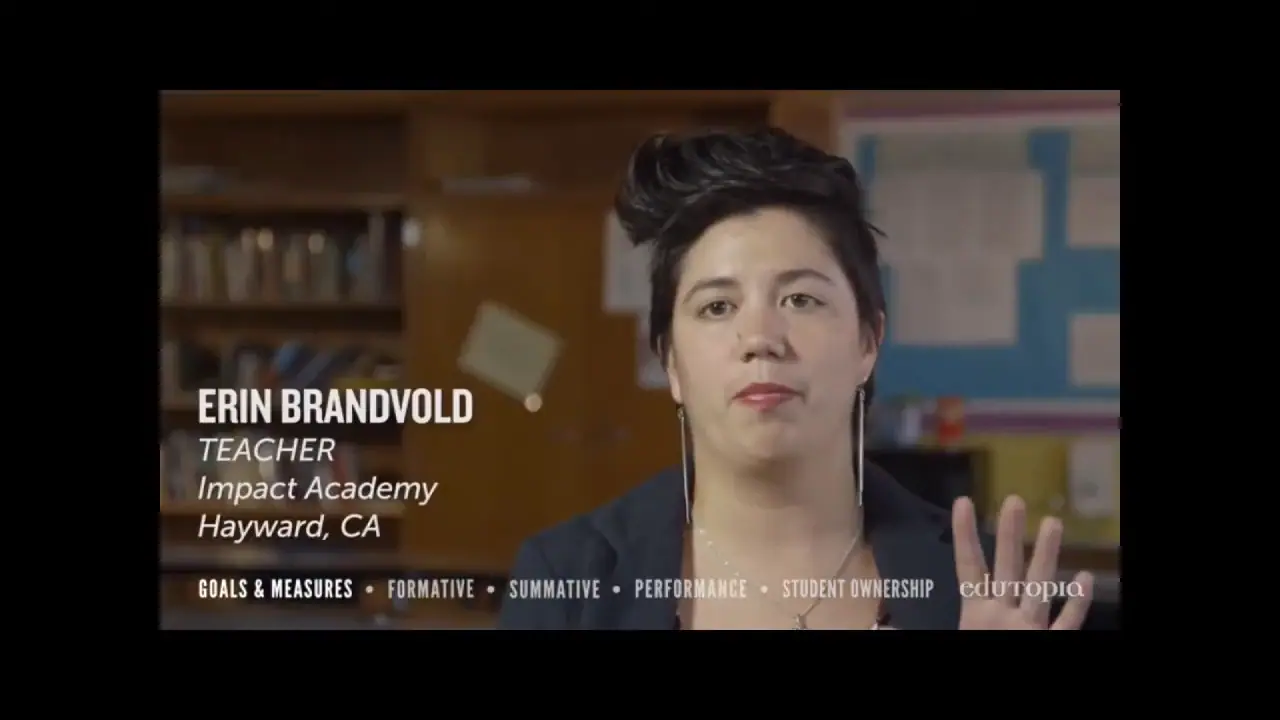 ERIN BRANDVOLD
TEACHER
Impact Academy
Hayward, CA
GOALS & MEASURES • FORMATIVE • SUMMATIVE • PERFORMANCE • STUDENT OWNERSHIP edutopia